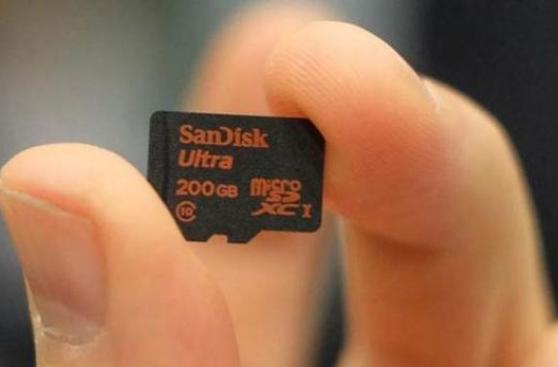 SanDisk
Ultra
200GB
micro
SD
XC I
10